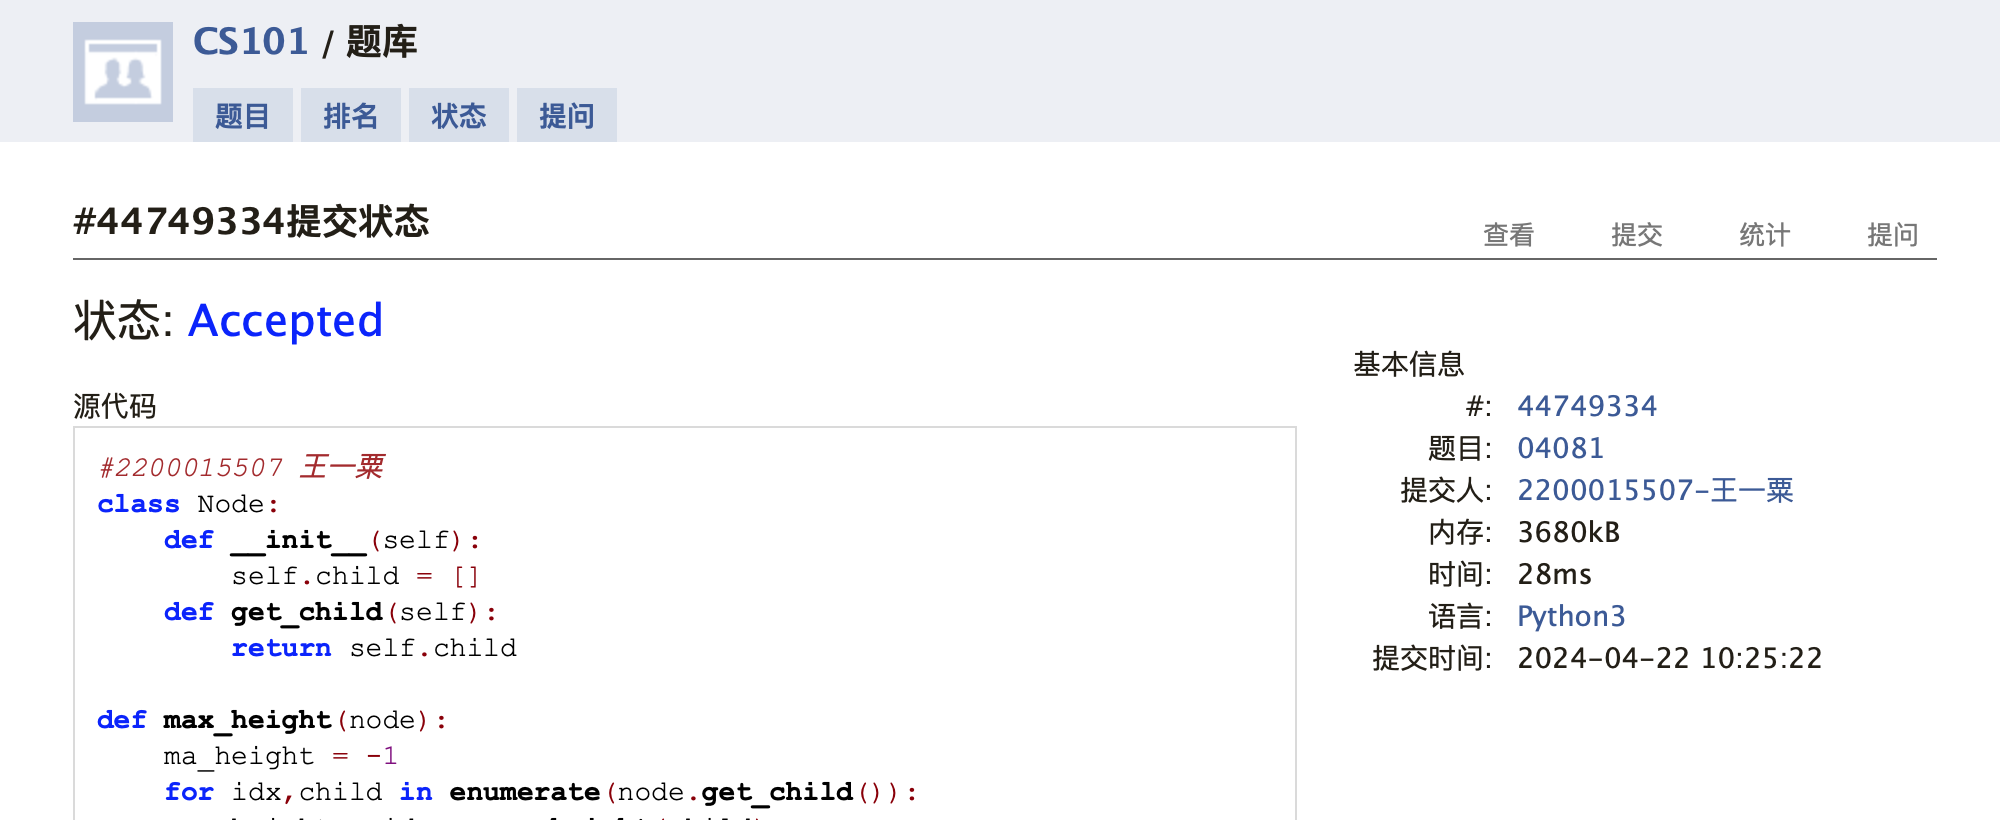 CS101 / 题库
题目 排名 状态 提问
#44749334提交状态
查看 提交 统计 提问
状态: Accepted
基本信息
源代码
#: 44749334
题目: 04081
提交人: 2200015507-王一粟
内存: 3680kB
时间: 28ms
语言: Python3
提交时间: 2024-04-22 10:25:22
#2200015507 王一粟
class Node:
    def __init__(self):
        self.child = []
    def get_child(self):
        return self.child
def max_height(node):
    ma_height = -1
    for idx,child in enumerate(node.get_child()):